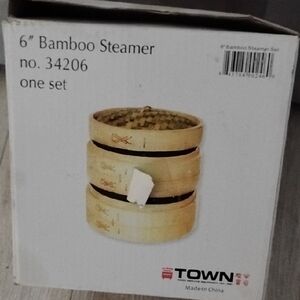 6" Bamboo Steamer
no. 34206
one set
6" Bamboo Steamer Set
TOWN
Made in China